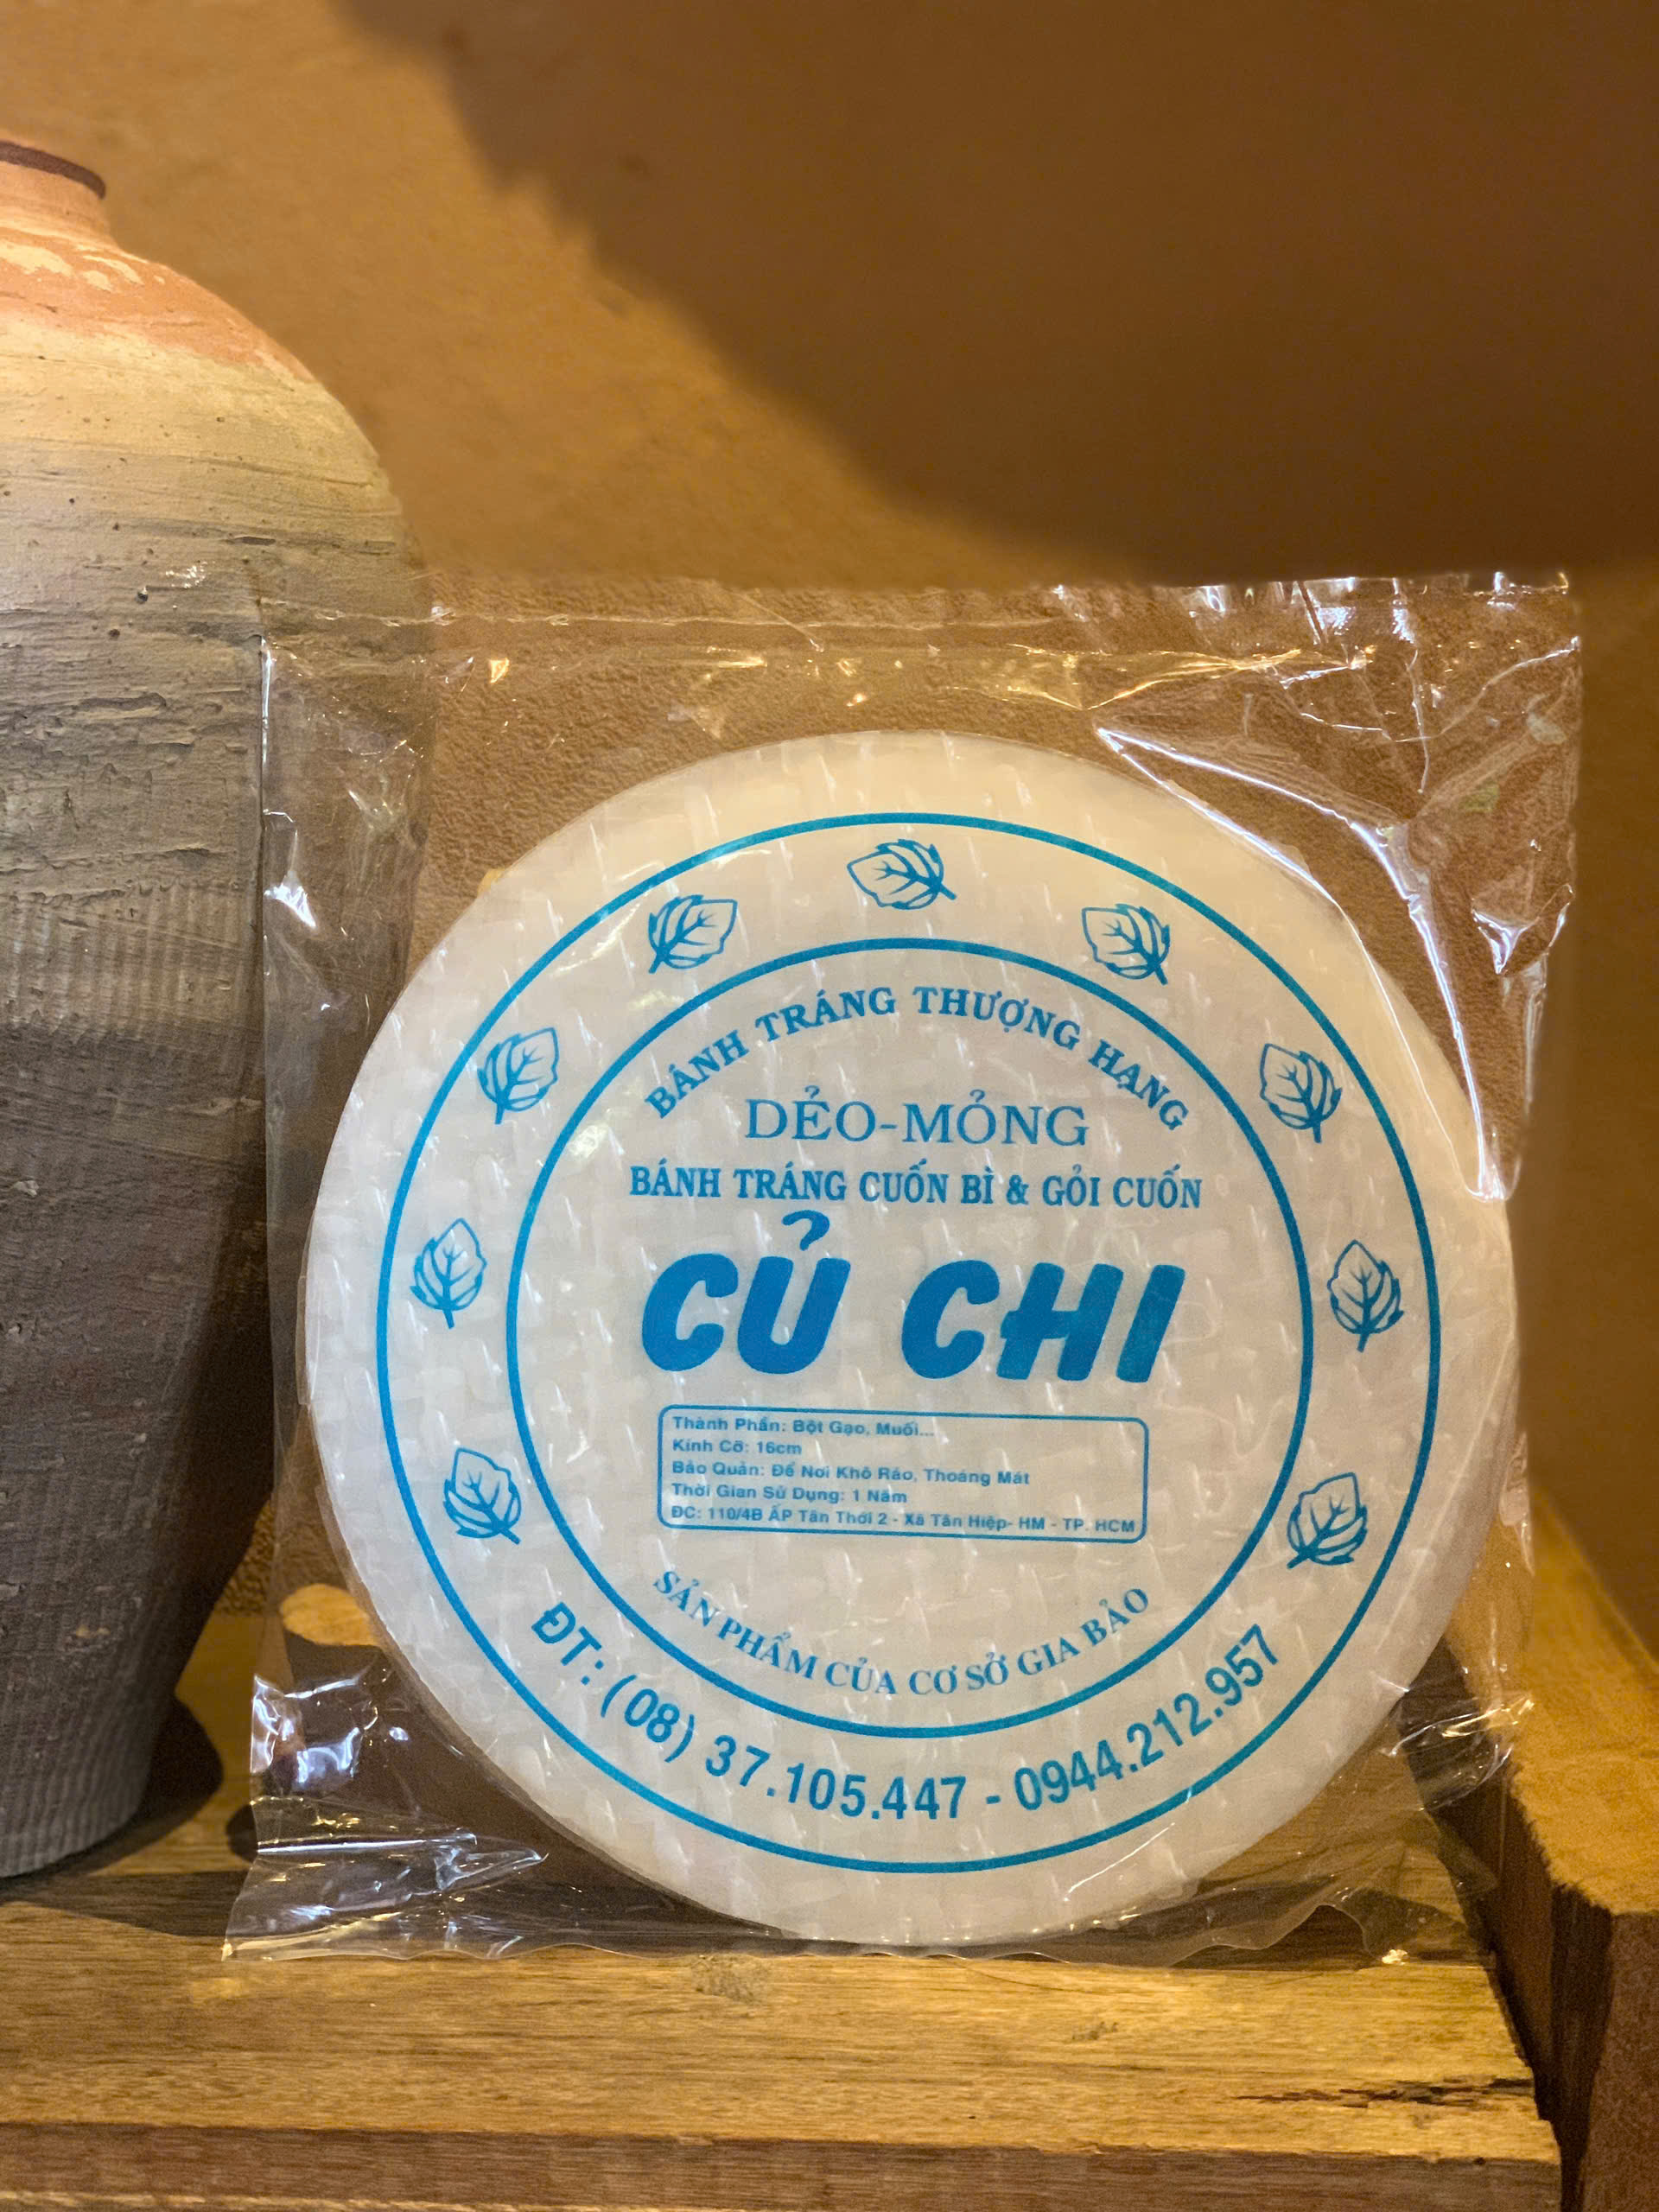 BÁNH TRÁNG THƯỢNG HẠNG
DẺO-MỎNG
BÁNH TRÁNG CUỐN BÌ & GỎI CUỐN
CỦ CHI
Thành Phần: Bột Gạo, Muối...
Kính Cỡ: 16cm
Bảo Quản: Để Nơi Khô Ráo, Thoáng Mát
Thời Gian Sử Dụng: 1 Năm
ĐC: 110/4B ẤP Tân Thới 2 - Xã Tân Hiệp- HM - TP. HCM
SẢN PHẨM CỦA CƠ SỞ GIA BẢO
ĐT: (08) 37.105.447 - 0944.212.957